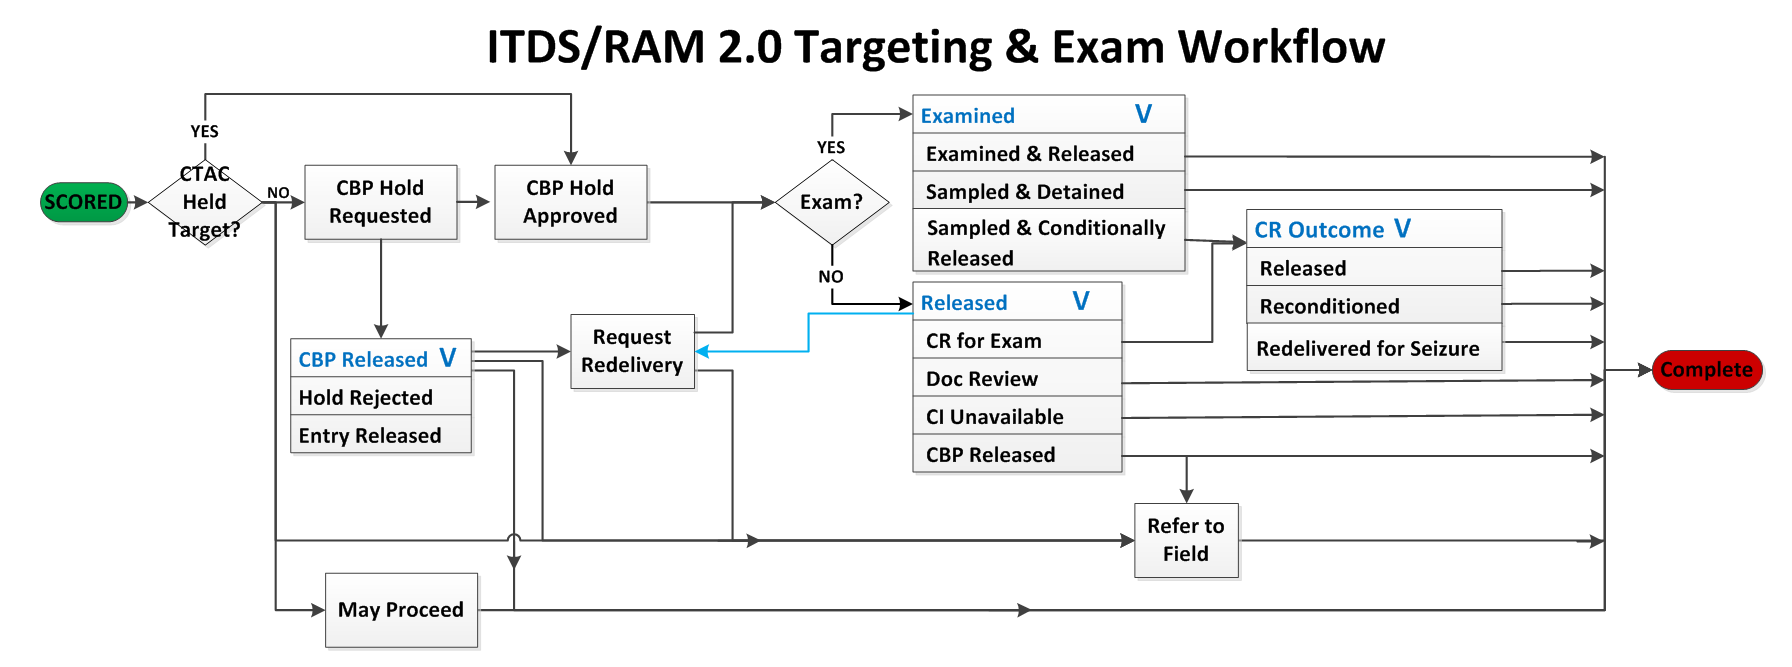 ITDS/RAM 2.0 Targeting & Exam Workflow
YES
SCORED
CTAC
Held
Target?
NO
CBP Hold
Requested
CBP Hold
Approved
YES
Exam?
NO
Examined V
Examined & Released
Sampled & Detained
Sampled & Conditionally
Released
CR Outcome V
Released
Reconditioned
Redelivered for Seizure
Released V
CR for Exam
Doc Review
CI Unavailable
CBP Released
Request
Redelivery
CBP Released V
Hold Rejected
Entry Released
Complete
Refer to
Field
May Proceed